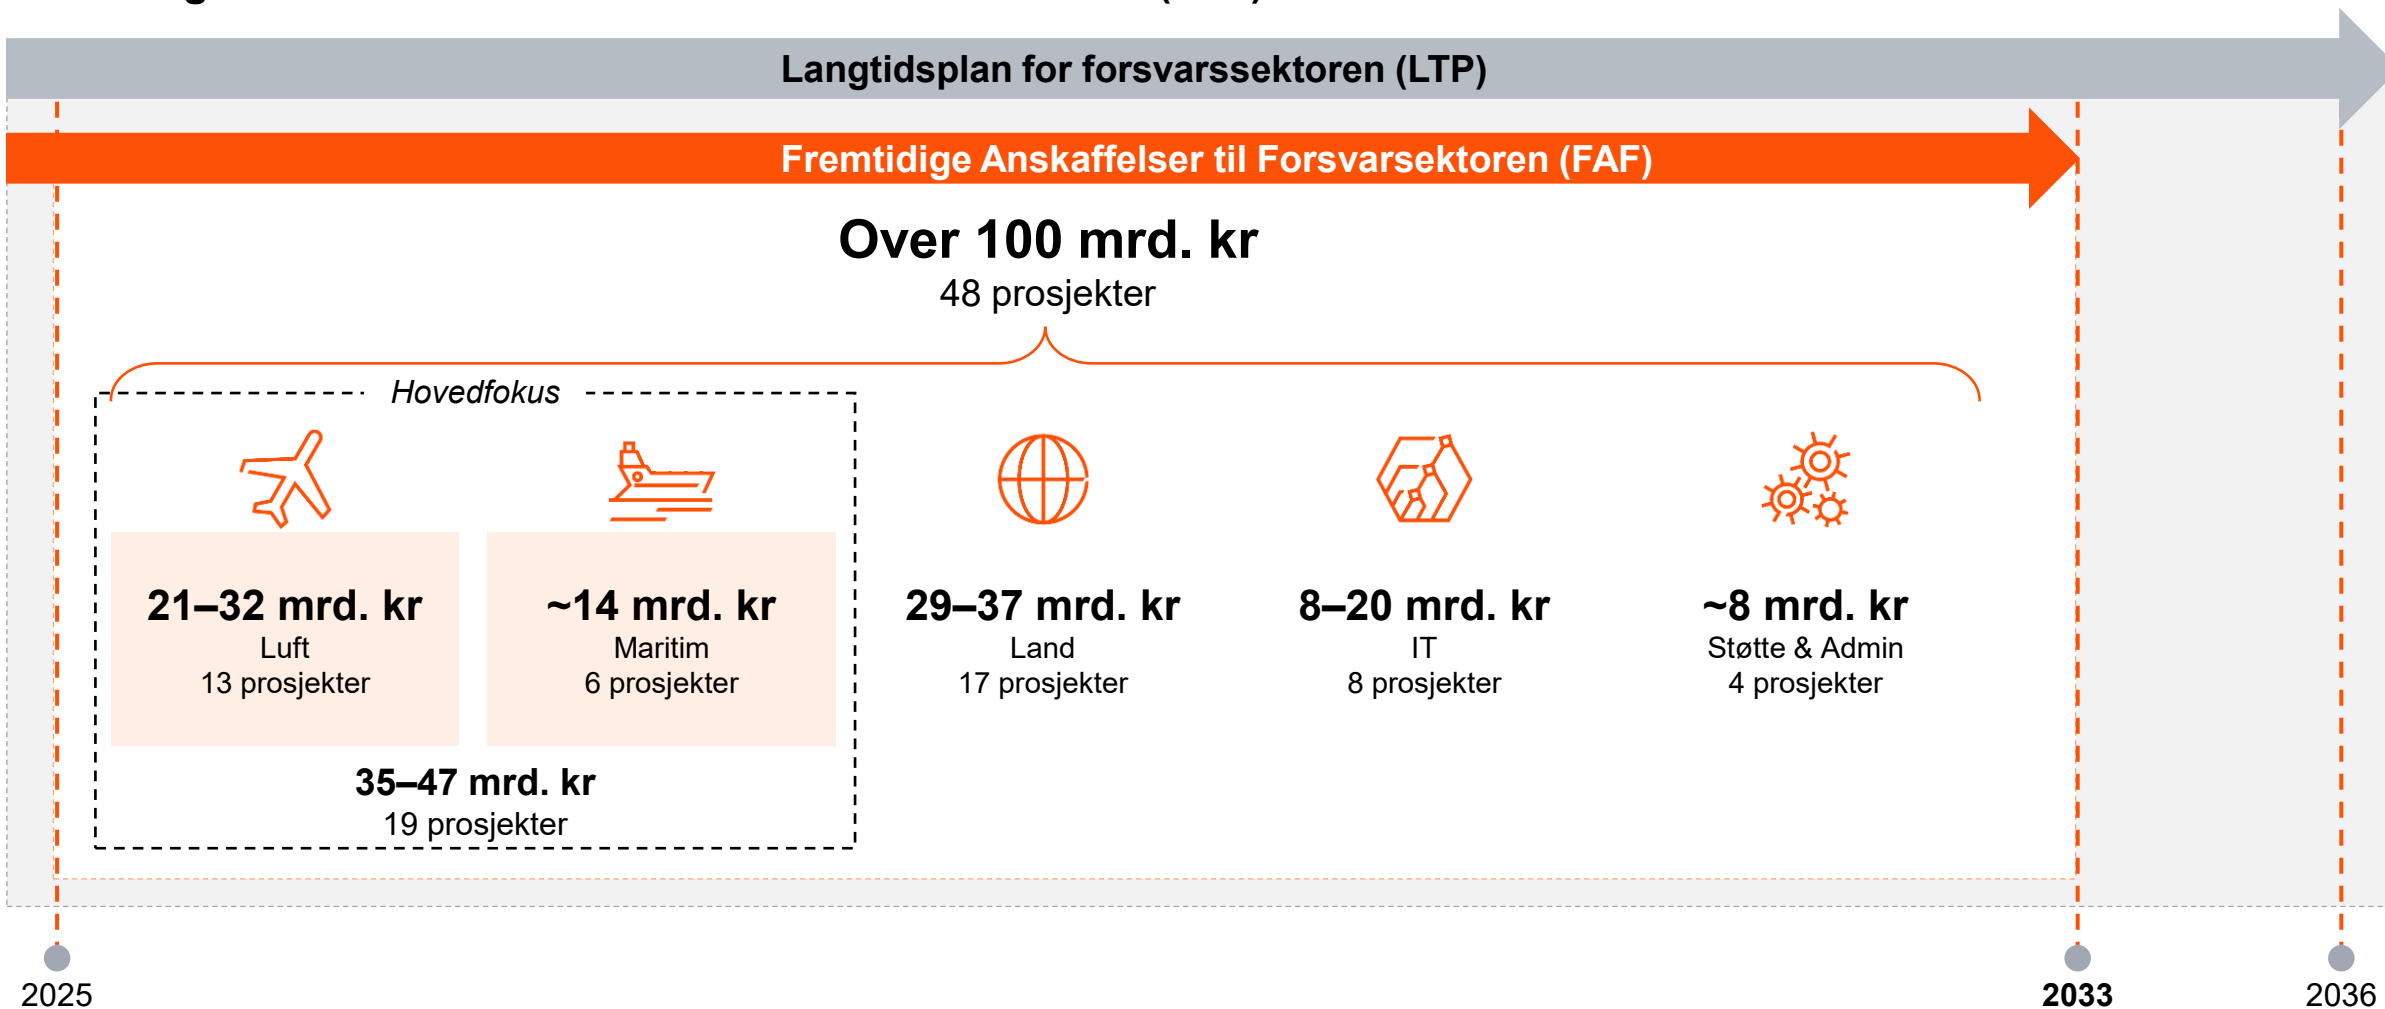 Langtidsplan for forsvarssektoren (LTP)
Fremtidige Anskaffelser til Forsvarsektoren (FAF)
Over 100 mrd. kr
48 prosjekter
Hovedfokus
21–32 mrd. kr
Luft
13 prosjekter
~14 mrd. kr
Maritim
6 prosjekter
29–37 mrd. kr
Land
17 prosjekter
8–20 mrd. kr
IT
8 prosjekter
~8 mrd. kr
Støtte & Admin
4 prosjekter
35–47 mrd. kr
19 prosjekter
2025
2033
2036